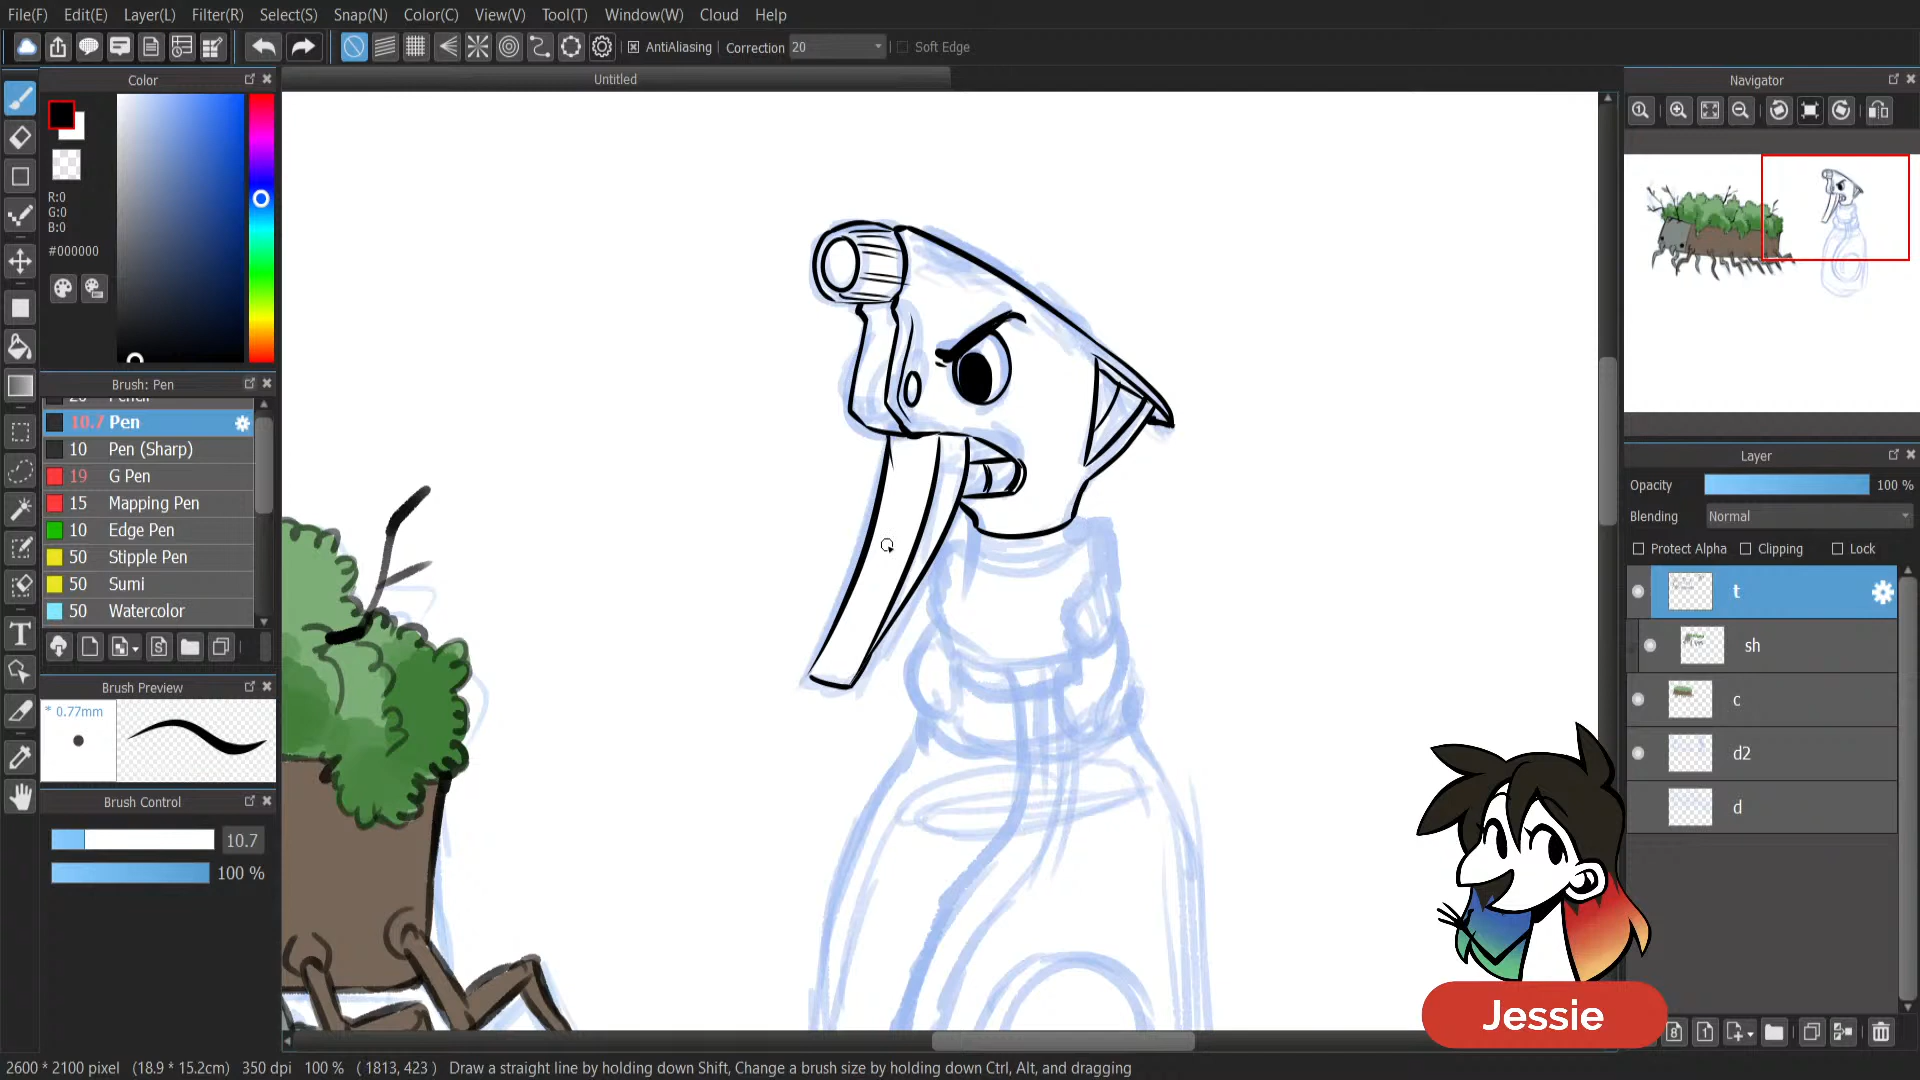 File(F) Edit(E) Layer(L) Filter(R) Select(S) Snap(N) Color(C) View(V) Tool(T) Window(W) Cloud Help
AntiAliasing Correction 20 Soft Edge
Color
Untitled
Navigator
R:0
G:0
B:0
#000000
Brush: Pen
10.7 Pen
10 Pen (Sharp)
19 G Pen
15 Mapping Pen
10 Edge Pen
50 Stipple Pen
50 Sumi
50 Watercolor
Brush Preview
* 0.77mm
Brush Control
10.7
100 %
Layer
Opacity 100 %
Blending Normal
Protect Alpha Clipping Lock
t
sh
c
d2
d
Jessie
2600 * 2100 pixel (18.9 * 15.2cm) 350 dpi 100 % ( 1813, 423 ) Draw a straight line by holding down Shift, Change a brush size by holding down Ctrl, Alt, and dragging